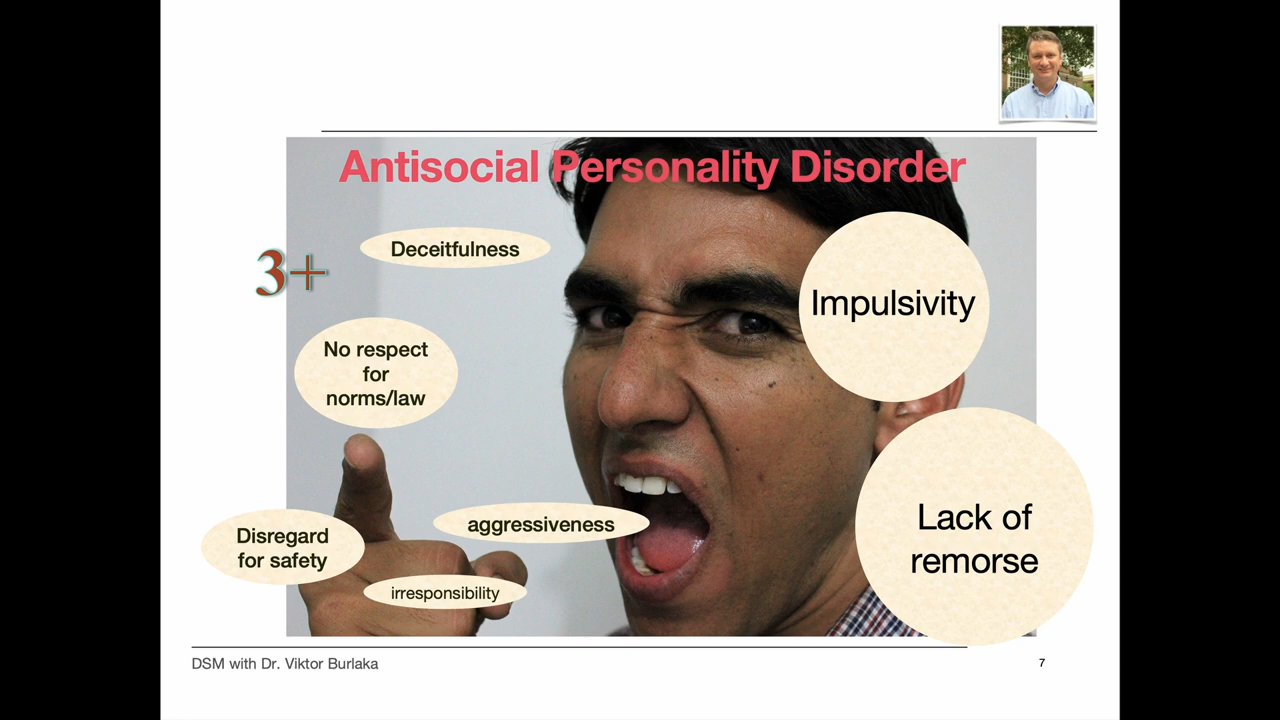 Antisocial Personality Disorder
3+
Deceitfulness
Impulsivity
No respect
for
norms/law
Lack of
remorse
aggressiveness
Disregard
for safety
irresponsibility
DSM with Dr. Viktor Burlaka
7